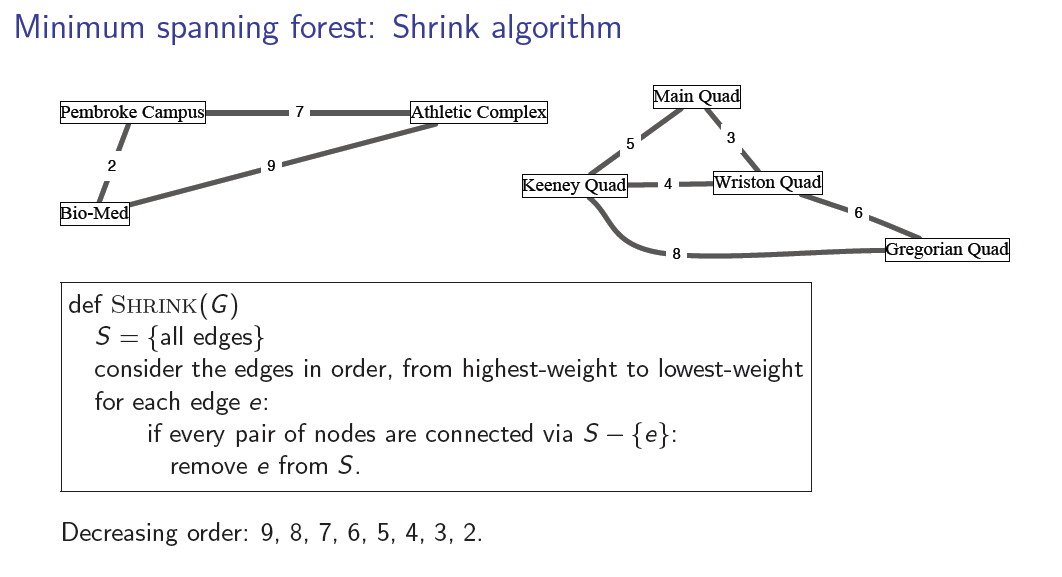 Minimum spanning forest: Shrink algorithm
Main Quad
Pembroke Campus 7 Athletic Complex
5 3
2 9
Keeney Quad 4 Wriston Quad
Bio-Med
6
8 Gregorian Quad
def SHRINK(G)
S = {all edges}
consider the edges in order, from highest-weight to lowest-weight
for each edge e:
if every pair of nodes are connected via S − {e}:
remove e from S.
Decreasing order: 9, 8, 7, 6, 5, 4, 3, 2.